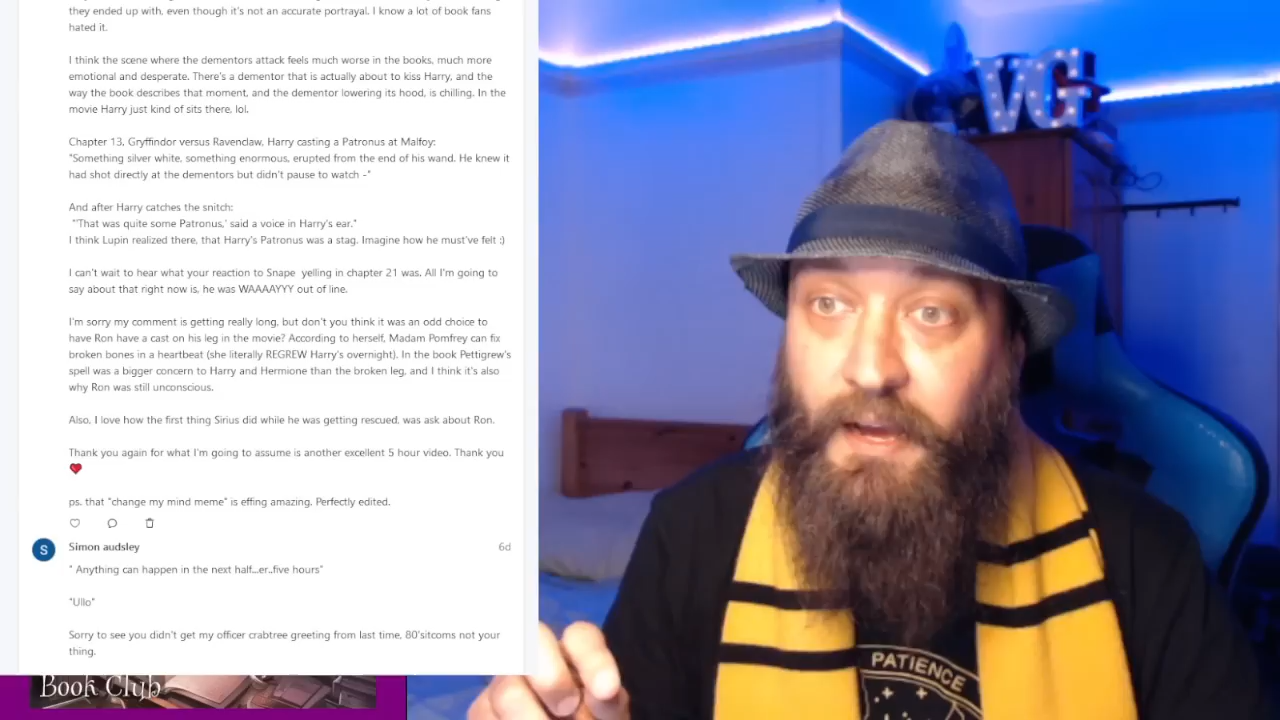 they ended up with, even though it's not an accurate portrayal. I know a lot of book fans
hated it.
I think the scene where the dementors attack feels much worse in the books, much more
emotional and desperate. There's a dementor that is actually about to kiss Harry, and the
way the book describes that moment, and the dementor lowering its hood, is chilling. In the
movie Harry just kind of sits there, lol.
Chapter 13, Gryffindor versus Ravenclaw, Harry casting a Patronus at Malfoy:
"Something silver white, something enormous, erupted from the end of his wand. He knew it
had shot directly at the dementors but didn't pause to watch -"
And after Harry catches the snitch:
"'That was quite some Patronus,' said a voice in Harry's ear."
I think Lupin realized there, that Harry's Patronus was a stag. Imagine how he must've felt :)
I can't wait to hear what your reaction to Snape yelling in chapter 21 was. All I'm going to
say about that right now is, he was WAAAAYYY out of line.
I'm sorry my comment is getting really long, but don't you think it was an odd choice to
have Ron have a cast on his leg in the movie? According to herself, Madam Pomfrey can fix
broken bones in a heartbeat (she literally REGREW Harry's overnight). In the book Pettigrew's
spell was a bigger concern to Harry and Hermione than the broken leg, and I think it's also
why Ron was still unconscious.
Also, I love how the first thing Sirius did while he was getting rescued, was ask about Ron.
Thank you again for what I'm going to assume is another excellent 5 hour video. Thank you
❤
ps. that "change my mind meme" is effing amazing. Perfectly edited.
S Simon audsley 6d
" Anything can happen in the next half...er..five hours"
"Ullo"
Sorry to see you didn't get my officer crabtree greeting from last time, 80'sitcoms not your
thing.
Book Club
VG
PATIENCE